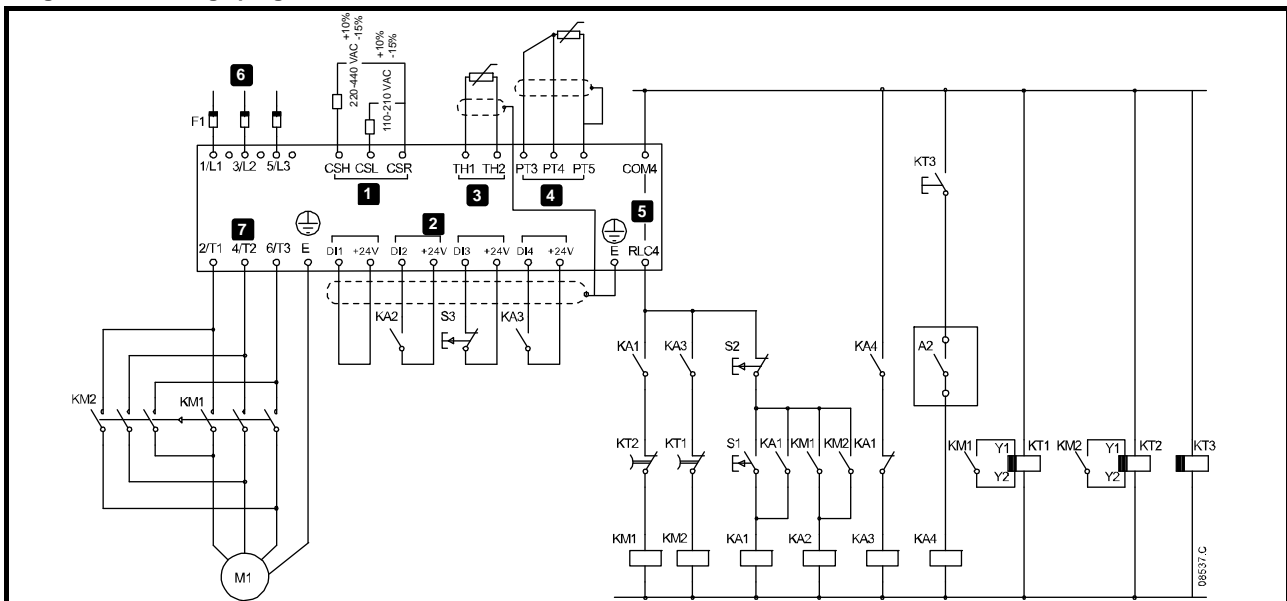 +10%
-15%
220-440 VAC
+10%
-15%
110-210 VAC
6
F1
1/L1 3/L2 5/L3 CSH CSL CSR TH1 TH2 PT3 PT4 PT5 COM4
1 3 4 5
7 2
2/T1 4/T2 6/T3 E DI1 +24V DI2 +24V DI3 +24V DI4 +24V E RLC4
KT3
KA2 S3 KA3
KA1 KA3 S2 KA4 A2
KM2 KM1
KT2 KT1 S1 KA1 KM1 KM2 KA1 KM1 Y1 KT1 KM2 Y1 KT2 KT3
Y2 Y2
KM1 KM2 KA1 KA2 KA3 KA4
M1
08537.C